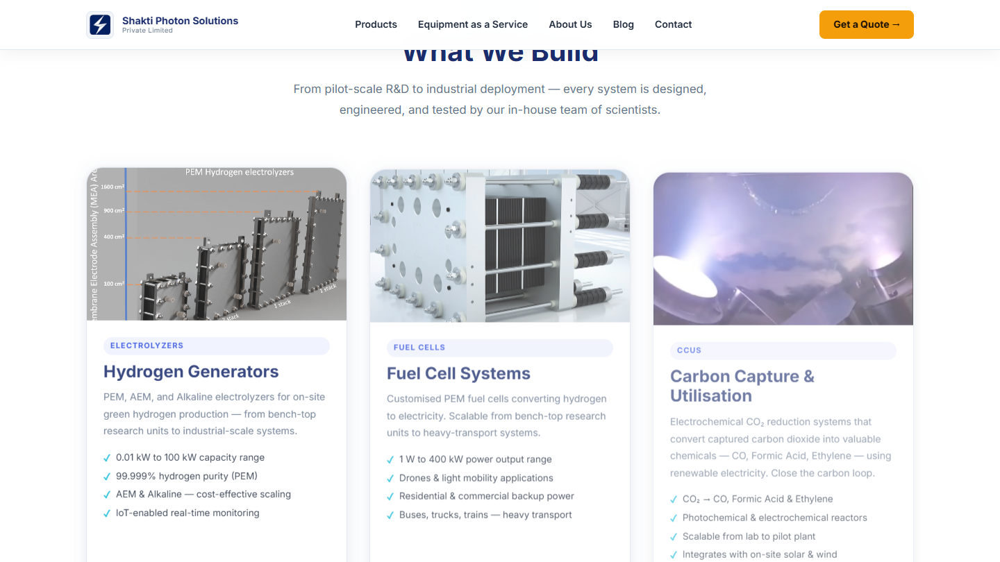 Shakti Photon Solutions
Private Limited
Products
Equipment as a Service
About Us
Blog
Contact
Get a Quote →
What We Build
From pilot-scale R&D to industrial deployment — every system is designed,
engineered, and tested by our in-house team of scientists.
PEM Hydrogen electrolyzers
1600 cm²
900 cm²
400 cm²
100 cm²
Electrode Assembly (MEA)
stack
1 stack
1 stack
ELECTROLYZERS
Hydrogen Generators
PEM, AEM, and Alkaline electrolyzers for on-site
green hydrogen production — from bench-top
research units to industrial-scale systems.
✓ 0.01 kW to 100 kW capacity range
✓ 99.999% hydrogen purity (PEM)
✓ AEM & Alkaline — cost-effective scaling
✓ IoT-enabled real-time monitoring
FUEL CELLS
Fuel Cell Systems
Customised PEM fuel cells converting hydrogen
to electricity. Scalable from bench-top research
units to heavy-transport systems.
✓ 1 W to 400 kW power output range
✓ Drones & light mobility applications
✓ Residential & commercial backup power
✓ Buses, trucks, trains — heavy transport
CCUS
Carbon Capture &
Utilisation
Electrochemical CO₂ reduction systems that
convert captured carbon dioxide into valuable
chemicals — CO, Formic Acid, Ethylene — using
renewable electricity. Close the carbon loop.
✓ CO₂ → CO, Formic Acid & Ethylene
✓ Photochemical & electrochemical reactors
✓ Scalable from lab to pilot plant
✓ Integrates with on-site solar & wind